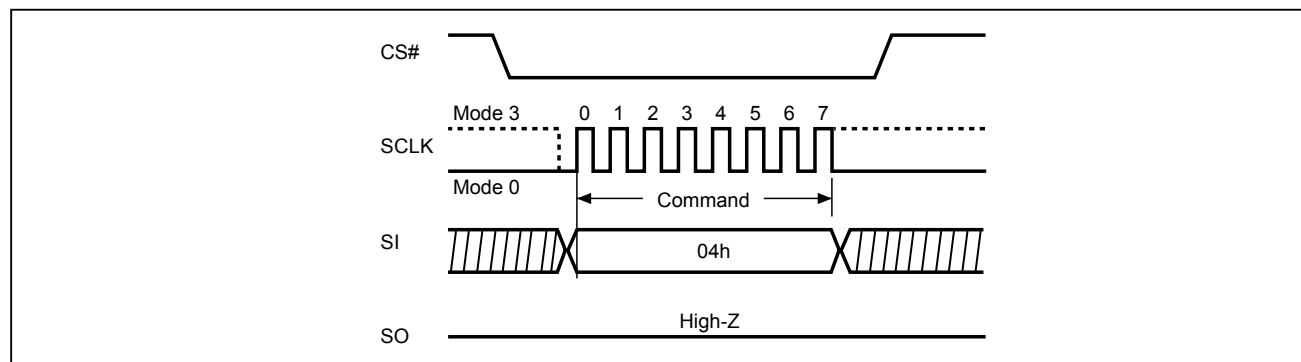 CS#
Mode 3 0 1 2 3 4 5 6 7
SCLK
Mode 0
Command
SI
04h
High-Z
SO